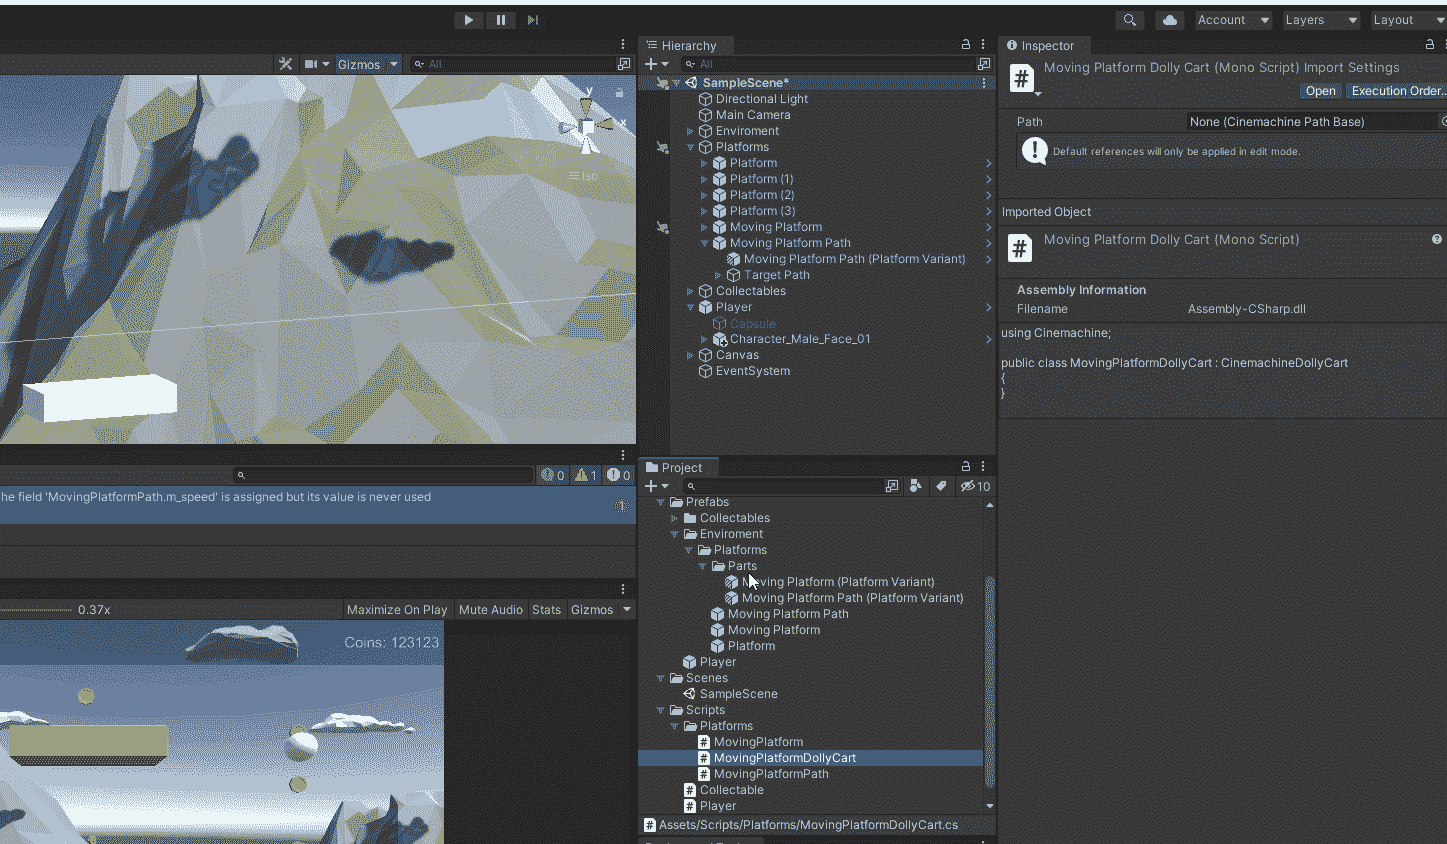 Account Layers Layout
Hierarchy
Inspector
Gizmos All
All
SampleScene*
Directional Light
Main Camera
Enviroment
Platforms
Platform
Platform (1)
Platform (2)
Platform (3)
Moving Platform
Moving Platform Path
Moving Platform Path (Platform Variant)
Target Path
Collectables
Player
Capsule
Character_Male_Face_01
Canvas
EventSystem
y
x
Iso
Moving Platform Dolly Cart (Mono Script) Import Settings
Open Execution Order..
Path None (Cinemachine Path Base)
Default references will only be applied in edit mode.
Imported Object
Moving Platform Dolly Cart (Mono Script)
Assembly Information
Filename Assembly-CSharp.dll
using Cinemachine;
public class MovingPlatformDollyCart : CinemachineDollyCart
{
}
0 1 0
he field 'MovingPlatformPath.m_speed' is assigned but its value is never used
1
0.37x Maximize On Play Mute Audio Stats Gizmos
Coins: 123123
Project
10
Prefabs
Collectables
Enviroment
Platforms
Parts
Moving Platform (Platform Variant)
Moving Platform Path (Platform Variant)
Moving Platform Path
Moving Platform
Platform
Player
Scenes
SampleScene
Scripts
Platforms
MovingPlatform
MovingPlatformDollyCart
MovingPlatformPath
Collectable
Player
Assets/Scripts/Platforms/MovingPlatformDollyCart.cs